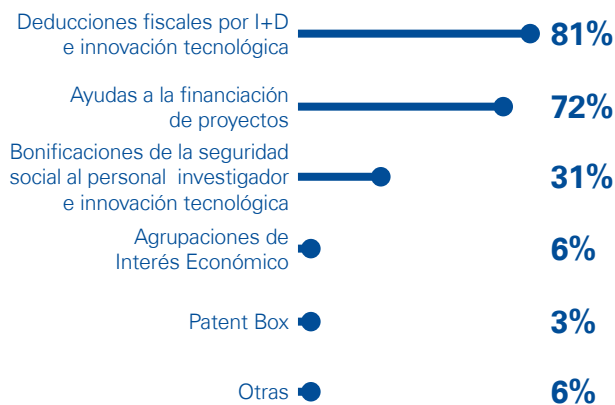 Deducciones fiscales por I+D
e innovación tecnológica
81%
Ayudas a la financiación
de proyectos
72%
Bonificaciones de la seguridad
social al personal investigador
e innovación tecnológica
31%
Agrupaciones de
Interés Económico
6%
Patent Box
3%
Otras
6%